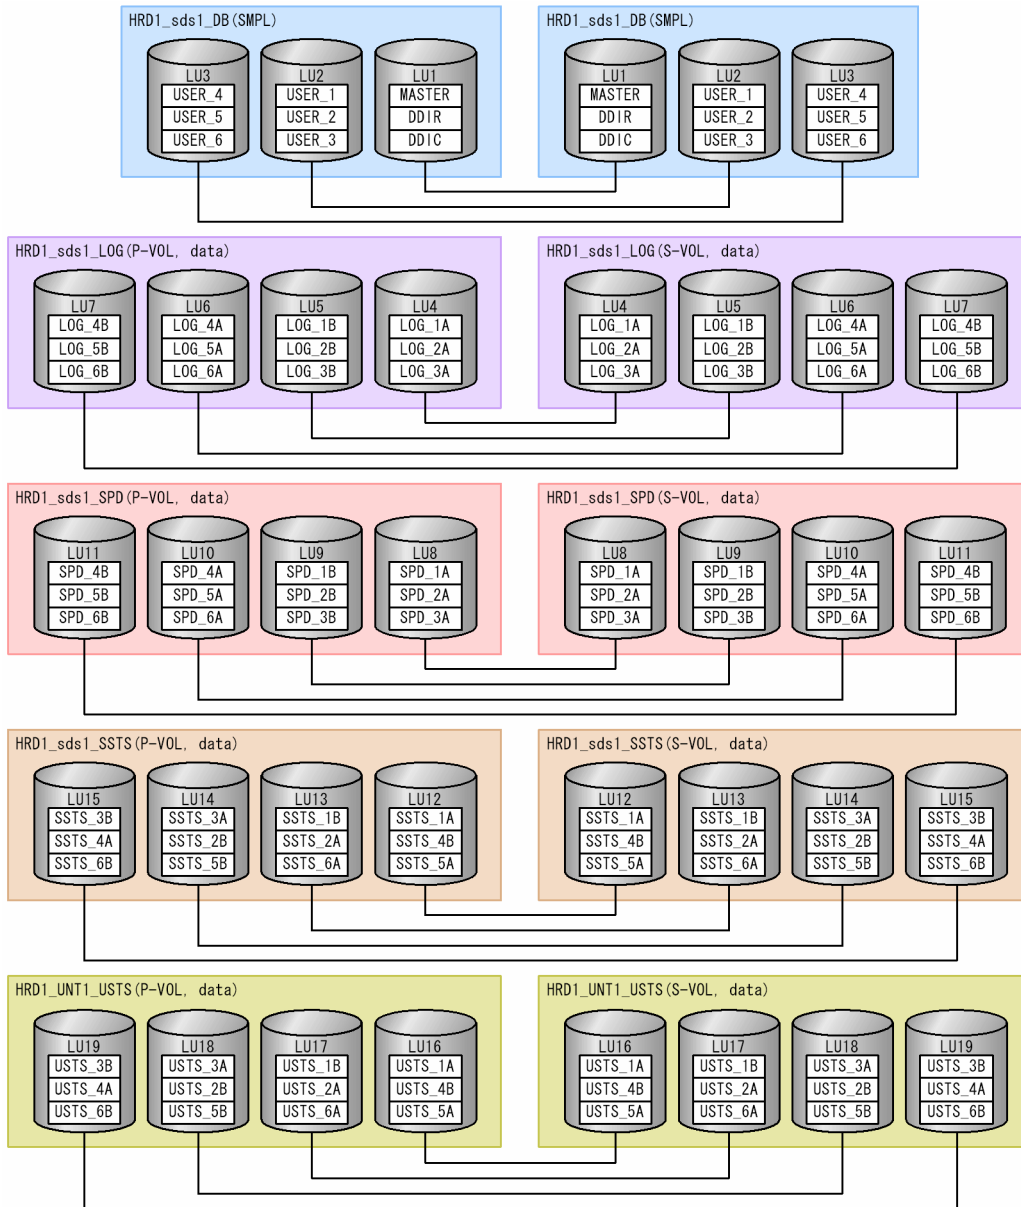 HRD1_sds1_DB(SMPL)
LU3
USER_4
USER_5
USER_6
LU2
USER_1
USER_2
USER_3
LU1
MASTER
DDIR
DDIC
HRD1_sds1_DB(SMPL)
LU1
MASTER
DDIR
DDIC
LU2
USER_1
USER_2
USER_3
LU3
USER_4
USER_5
USER_6
HRD1_sds1_LOG(P-VOL, data)
LU7
LOG_4B
LOG_5B
LOG_6B
LU6
LOG_4A
LOG_5A
LOG_6A
LU5
LOG_1B
LOG_2B
LOG_3B
LU4
LOG_1A
LOG_2A
LOG_3A
HRD1_sds1_LOG(S-VOL, data)
LU4
LOG_1A
LOG_2A
LOG_3A
LU5
LOG_1B
LOG_2B
LOG_3B
LU6
LOG_4A
LOG_5A
LOG_6A
LU7
LOG_4B
LOG_5B
LOG_6B
HRD1_sds1_SPD(P-VOL, data)
LU11
SPD_4B
SPD_5B
SPD_6B
LU10
SPD_4A
SPD_5A
SPD_6A
LU9
SPD_1B
SPD_2B
SPD_3B
LU8
SPD_1A
SPD_2A
SPD_3A
HRD1_sds1_SPD(S-VOL, data)
LU8
SPD_1A
SPD_2A
SPD_3A
LU9
SPD_1B
SPD_2B
SPD_3B
LU10
SPD_4A
SPD_5A
SPD_6A
LU11
SPD_4B
SPD_5B
SPD_6B
HRD1_sds1_SSTS(P-VOL, data)
LU15
SSTS_3B
SSTS_4A
SSTS_6B
LU14
SSTS_3A
SSTS_2B
SSTS_5B
LU13
SSTS_1B
SSTS_2A
SSTS_6A
LU12
SSTS_1A
SSTS_4B
SSTS_5A
HRD1_sds1_SSTS(S-VOL, data)
LU12
SSTS_1A
SSTS_4B
SSTS_5A
LU13
SSTS_1B
SSTS_2A
SSTS_6A
LU14
SSTS_3A
SSTS_2B
SSTS_5B
LU15
SSTS_3B
SSTS_4A
SSTS_6B
HRD1_UNT1_USTS(P-VOL, data)
LU19
USTS_3B
USTS_4A
USTS_6B
LU18
USTS_3A
USTS_2B
USTS_5B
LU17
USTS_1B
USTS_2A
USTS_6A
LU16
USTS_1A
USTS_4B
USTS_5A
HRD1_UNT1_USTS(S-VOL, data)
LU16
USTS_1A
USTS_4B
USTS_5A
LU17
USTS_1B
USTS_2A
USTS_6A
LU18
USTS_3A
USTS_2B
USTS_5B
LU19
USTS_3B
USTS_4A
USTS_6B